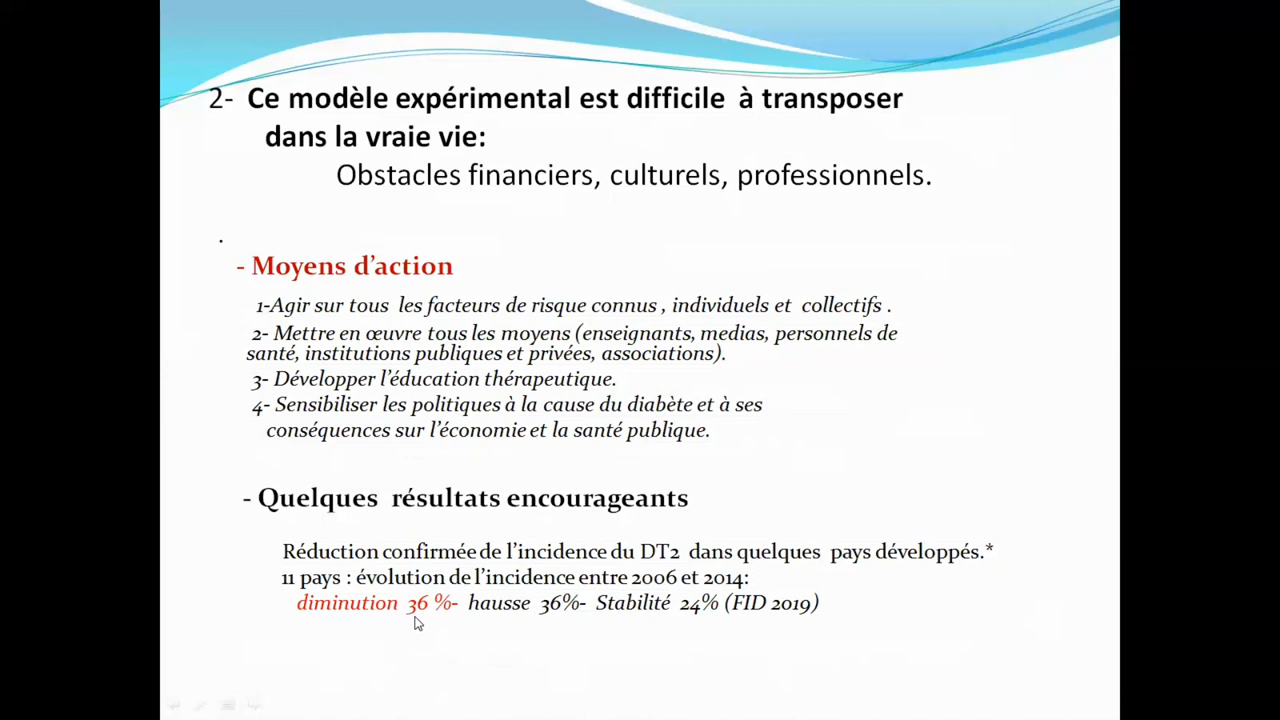 2- Ce modèle expérimental est difficile à transposer
dans la vraie vie:
Obstacles financiers, culturels, professionnels.
.
- Moyens d’action
1-Agir sur tous les facteurs de risque connus , individuels et collectifs .
2- Mettre en œuvre tous les moyens (enseignants, medias, personnels de
santé, institutions publiques et privées, associations).
3- Développer l’éducation thérapeutique.
4- Sensibiliser les politiques à la cause du diabète et à ses
conséquences sur l’économie et la santé publique.
- Quelques résultats encourageants
Réduction confirmée de l’incidence du DT2 dans quelques pays développés.*
11 pays : évolution de l’incidence entre 2006 et 2014:
diminution 36 %- hausse 36%- Stabilité 24% (FID 2019)